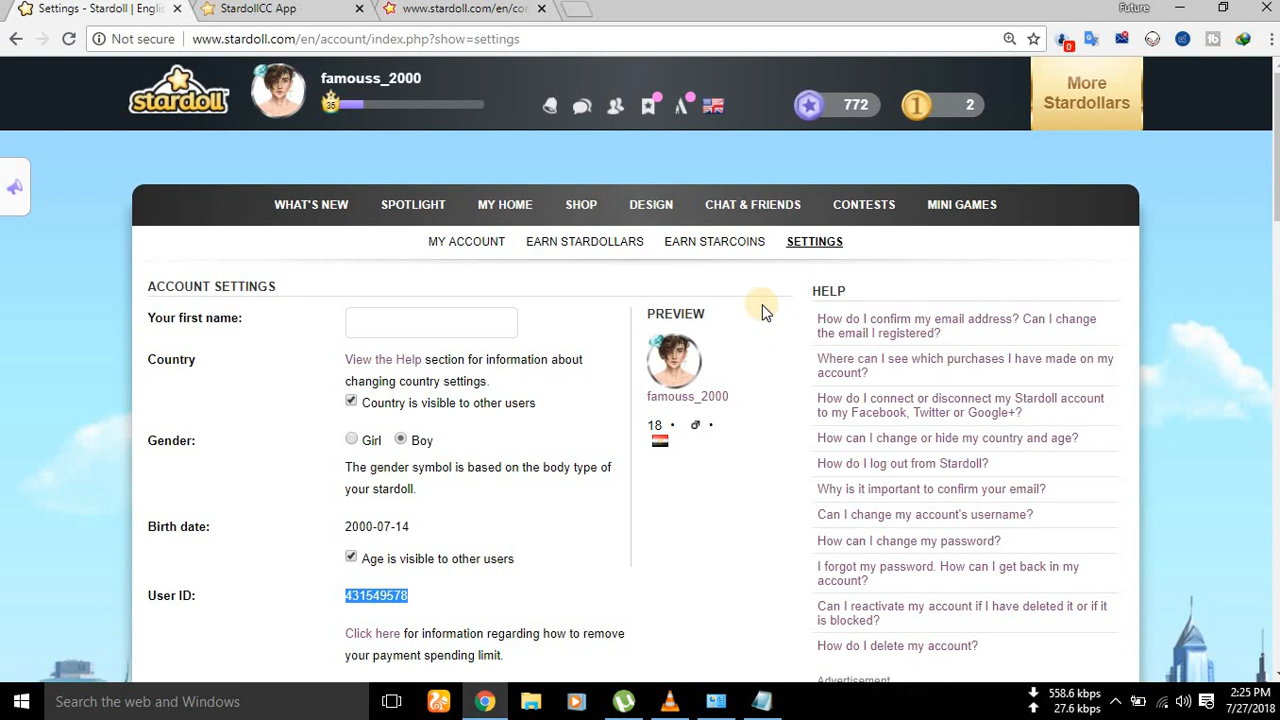 Settings - Stardoll | Englis
StardollCC App
www.stardoll.com/en/con
Future
Not secure www.stardoll.com/en/account/index.php?show=settings
0
stardoll
famouss_2000
35
772
2
More
Stardollars
WHAT'S NEW SPOTLIGHT MY HOME SHOP DESIGN CHAT & FRIENDS CONTESTS MINI GAMES
MY ACCOUNT EARN STARDOLLARS EARN STARCOINS SETTINGS
ACCOUNT SETTINGS
Your first name:
Country View the Help section for information about
changing country settings.
Country is visible to other users
Gender: Girl Boy
The gender symbol is based on the body type of
your stardoll.
Birth date: 2000-07-14
Age is visible to other users
User ID: 431549578
Click here for information regarding how to remove
your payment spending limit.
PREVIEW
famouss_2000
18 • ♂ •
HELP
How do I confirm my email address? Can I change
the email I registered?
Where can I see which purchases I have made on my
account?
How do I connect or disconnect my Stardoll account
to my Facebook, Twitter or Google+?
How can I change or hide my country and age?
How do I log out from Stardoll?
Why is it important to confirm your email?
Can I change my account's username?
How can I change my password?
I forgot my password. How can I get back in my
account?
Can I reactivate my account if I have deleted it or if it
is blocked?
How do I delete my account?
Advertisement
Search the web and Windows
558.6 kbps
27.6 kbps
2:25 PM
7/27/2018